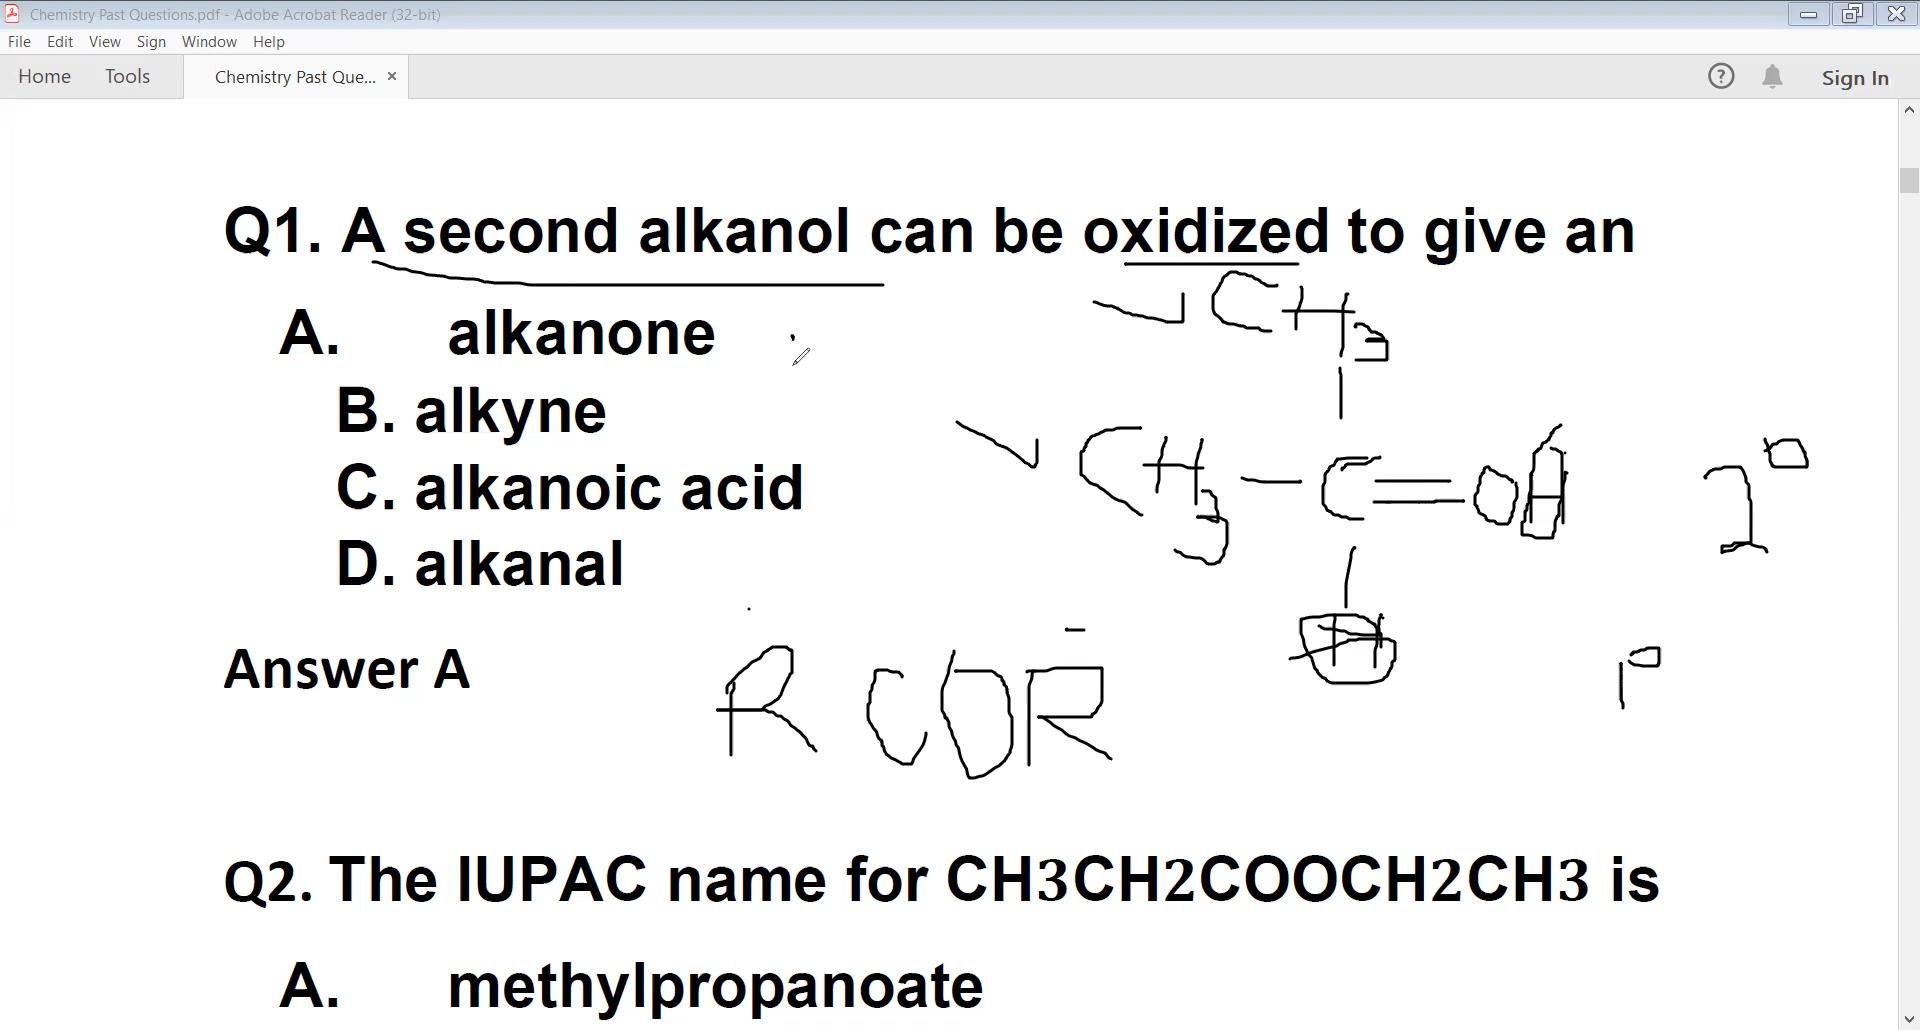 Chemistry Past Questions.pdf - Adobe Acrobat Reader (32-bit)
File Edit View Sign Window Help
Home Tools Chemistry Past Que... × ? Sign In
Q1. A second alkanol can be oxidized to give an
A. alkanone
B. alkyne
C. alkanoic acid
D. alkanal
CH3
CH3 - C = OH
H
Answer A
R COR
Q2. The IUPAC name for CH3CH2COOCH2CH3 is
A. methylpropanoate